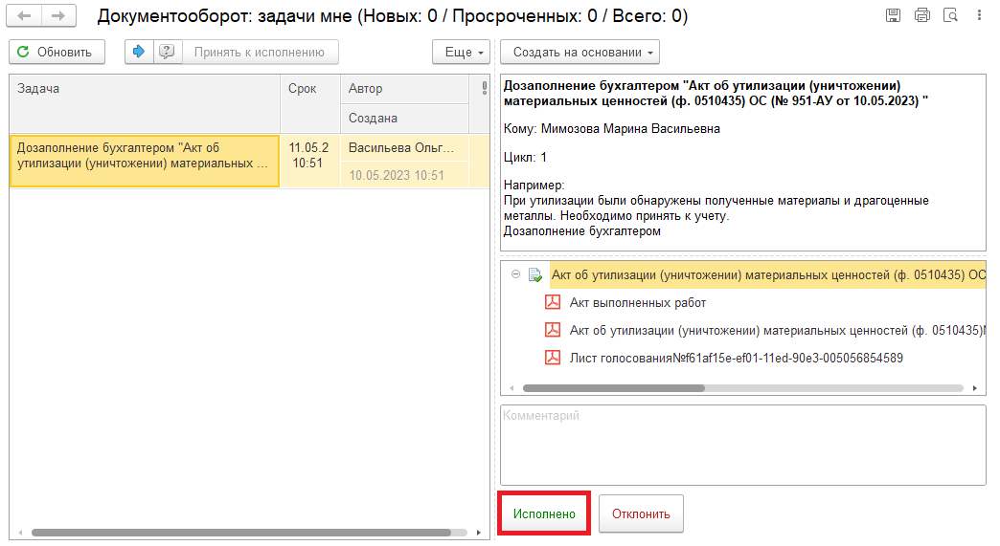 Документооборот: задачи мне (Новых: 0 / Просроченных: 0 / Всего: 0)
Обновить
Принять к исполнению
Еще
Создать на основании
Задача
Срок
Автор
Создана
Дозаполнение бухгалтером "Акт об
утилизации (уничтожении) материальных ...
11.05.2
10:51
Васильева Ольг...
10.05.2023 10:51
Дозаполнение бухгалтером "Акт об утилизации (уничтожении)
материальных ценностей (ф. 0510435) ОС (№ 951-АУ от 10.05.2023) "
Кому: Мимозова Марина Васильевна
Цикл: 1
Например:
При утилизации были обнаружены полученные материалы и драгоценные
металлы. Необходимо принять к учету.
Дозаполнение бухгалтером
Акт об утилизации (уничтожении) материальных ценностей (ф. 0510435) ОС
Акт выполненных работ
Акт об утилизации (уничтожении) материальных ценностей (ф. 0510435)№
Лист голосования№f61af15e-ef01-11ed-90e3-005056854589
Комментарий
Исполнено
Отклонить